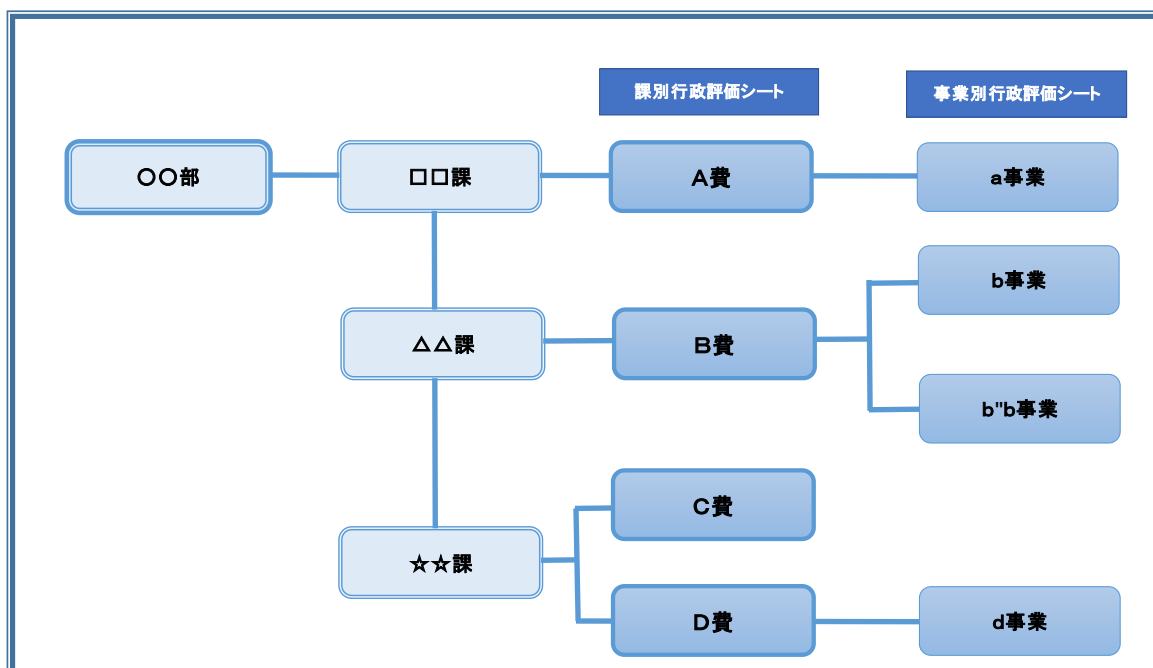 課別行政評価シート
事業別行政評価シート
〇〇部
□□課
A費
a事業
b事業
△△課
B費
b"b事業
C費
☆☆課
D費
d事業